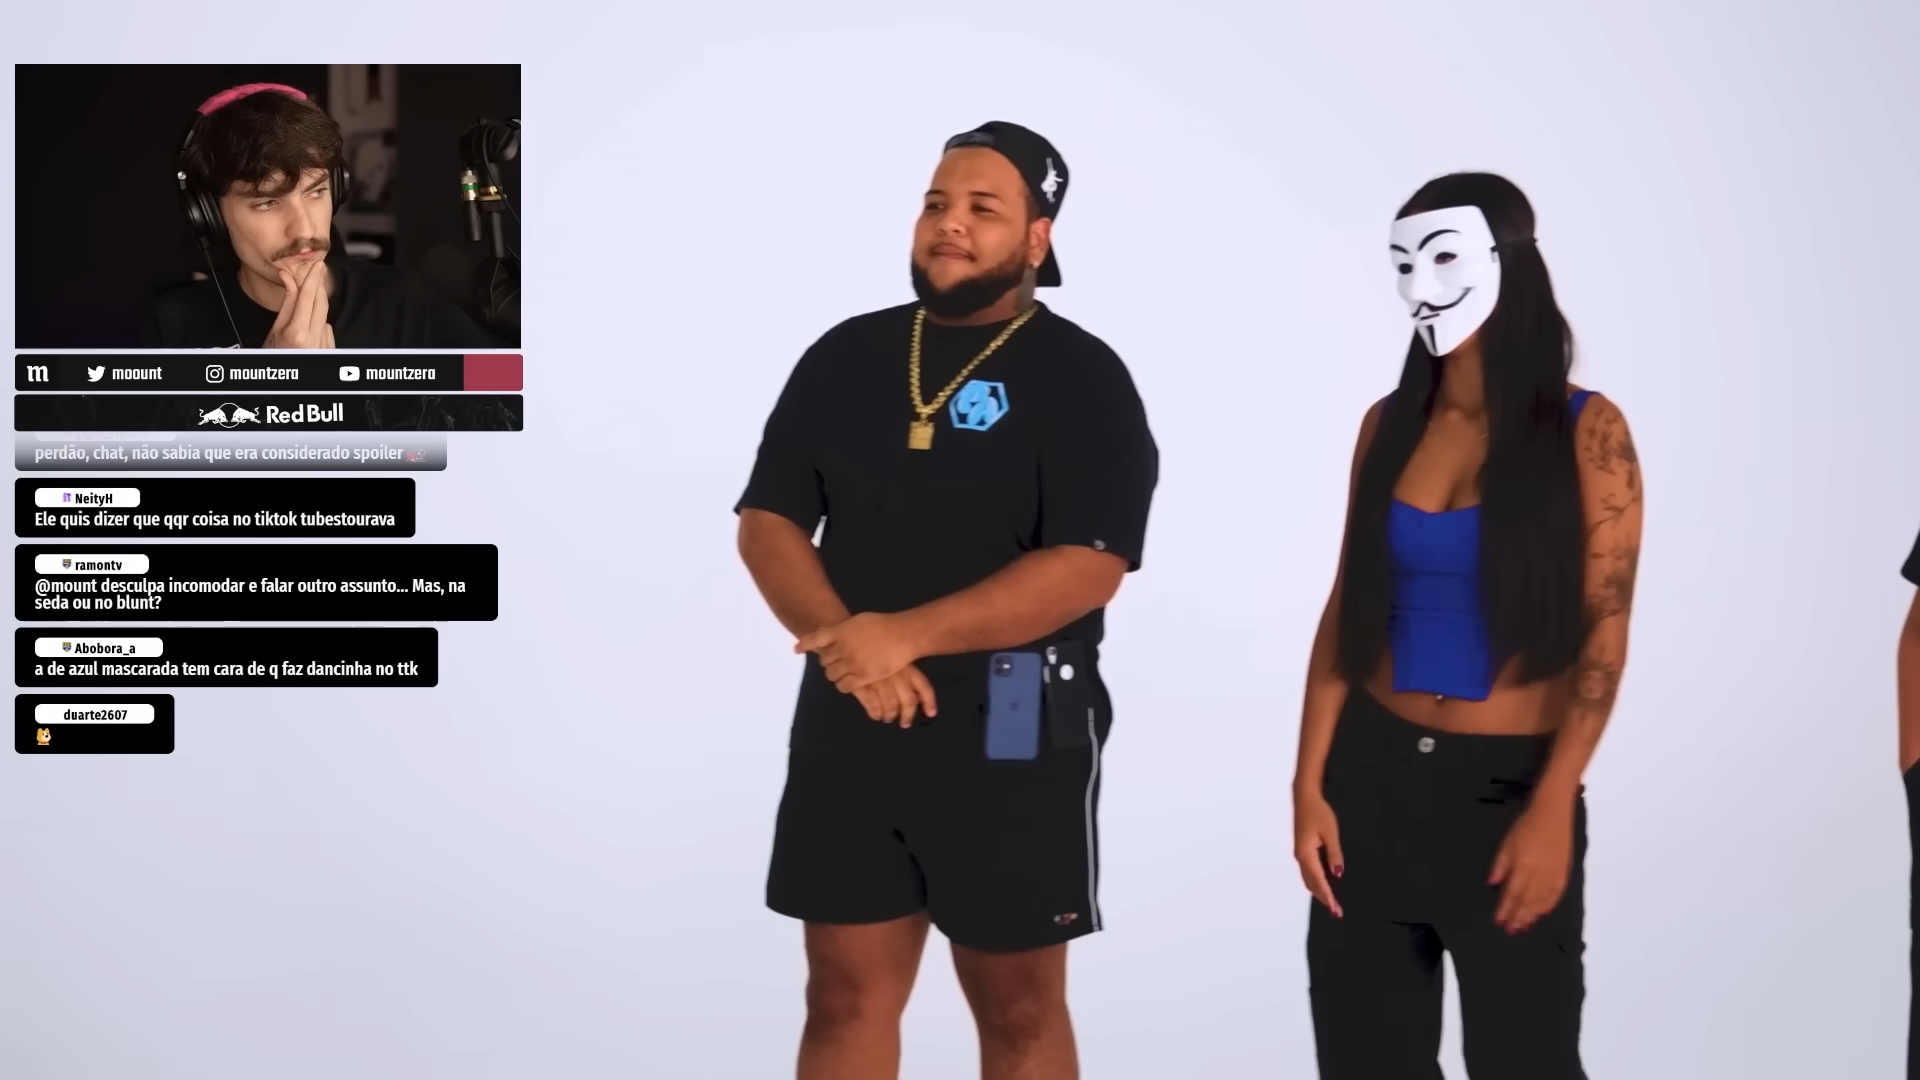 m moount mountzera mountzera
Red Bull
perdão, chat, não sabia que era considerado spoiler
NeityH
Ele quis dizer que qqr coisa no tiktok tubestourava
ramontv
@mount desculpa incomodar e falar outro assunto... Mas, na
seda ou no blunt?
Abobora_a
a de azul mascarada tem cara de q faz dancinha no ttk
duarte2607